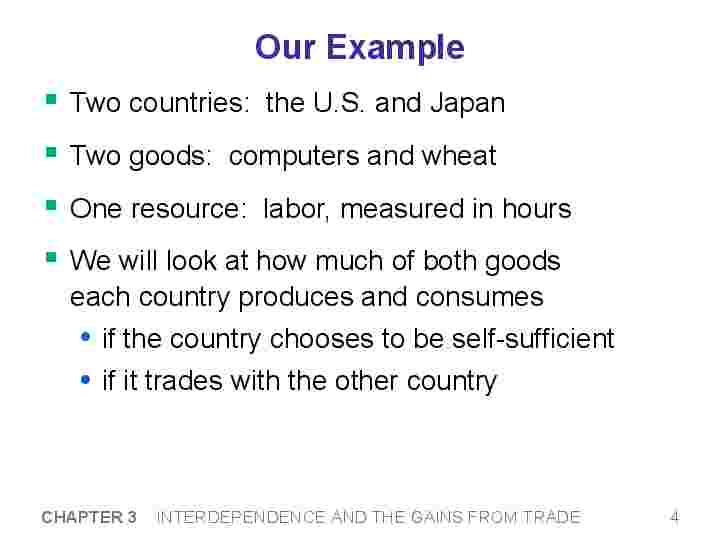 Our Example
▪ Two countries: the U.S. and Japan
▪ Two goods: computers and wheat
▪ One resource: labor, measured in hours
▪ We will look at how much of both goods
each country produces and consumes
• if the country chooses to be self-sufficient
• if it trades with the other country
CHAPTER 3 INTERDEPENDENCE AND THE GAINS FROM TRADE 4